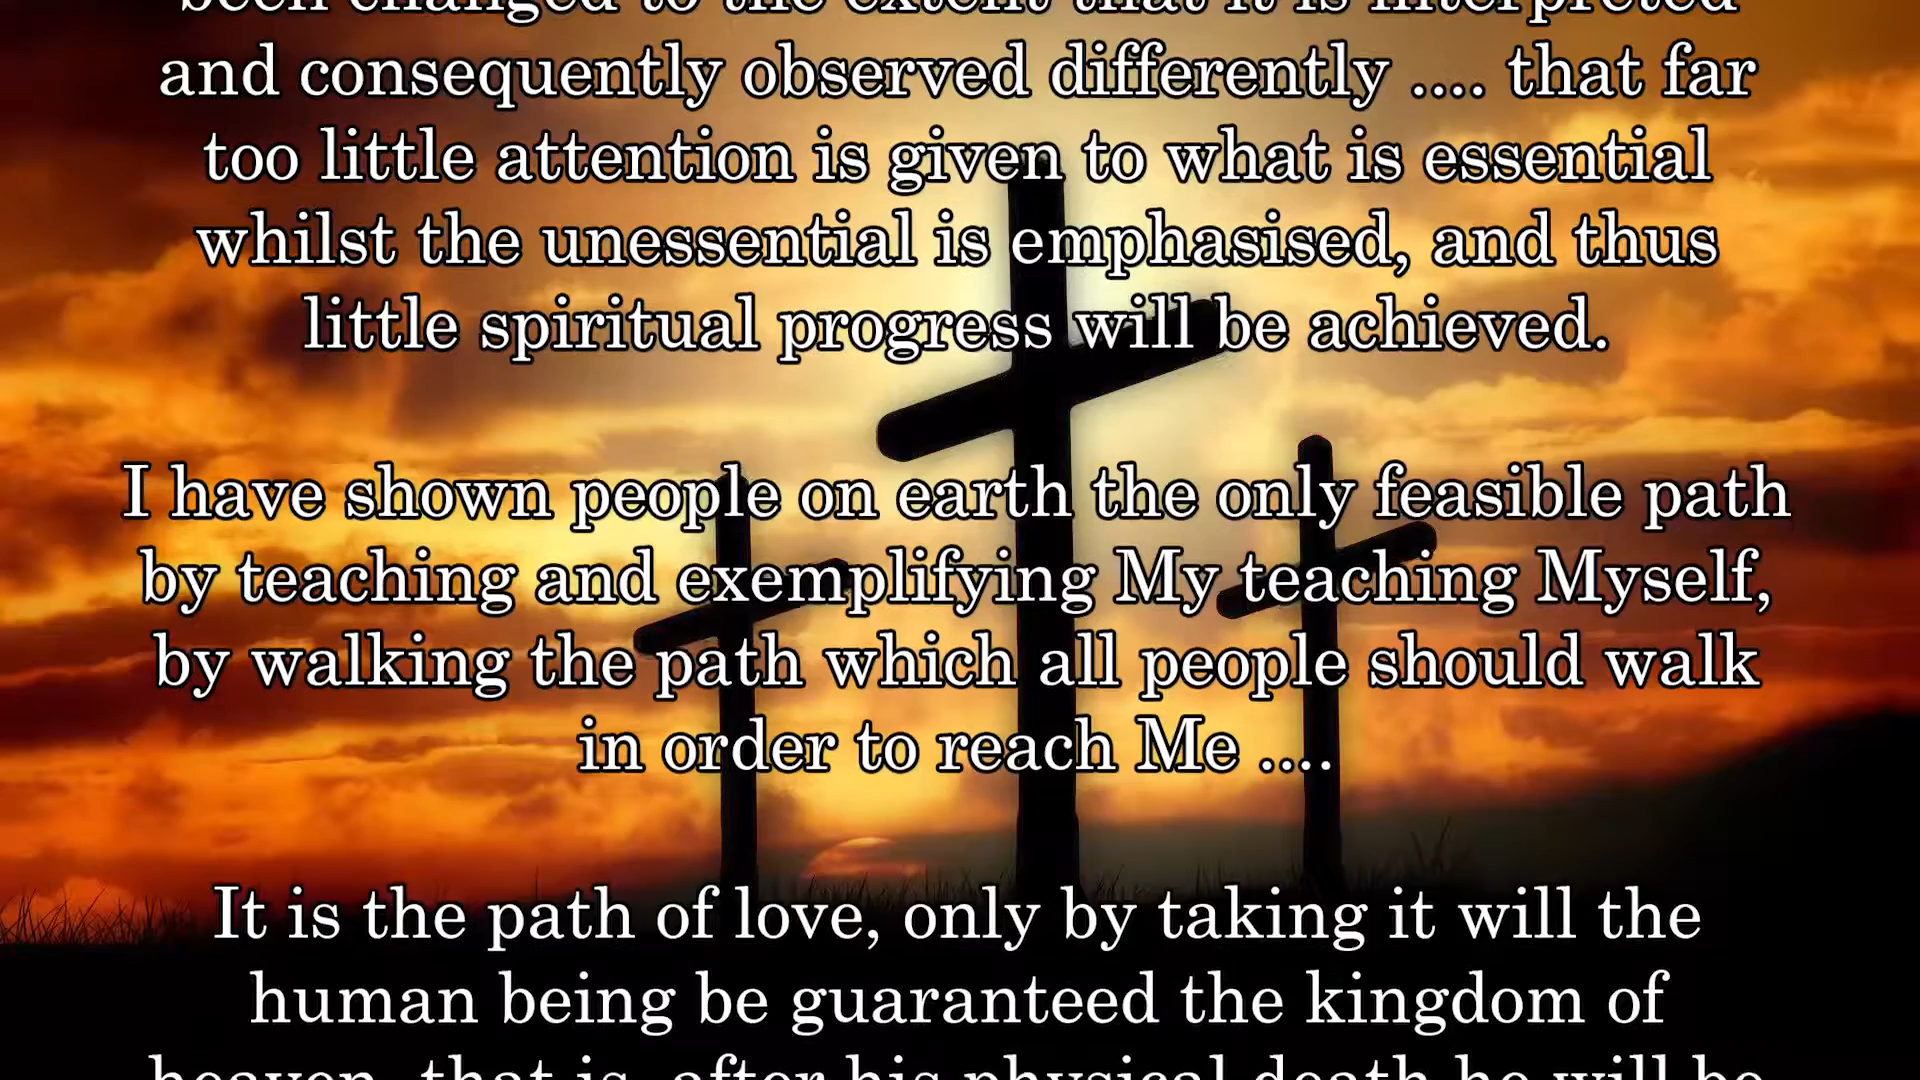 been changed to the extent that it is interpreted
and consequently observed differently .... that far
too little attention is given to what is essential
whilst the unessential is emphasised, and thus
little spiritual progress will be achieved.
I have shown people on earth the only feasible path
by teaching and exemplifying My teaching Myself,
by walking the path which all people should walk
in order to reach Me ....
It is the path of love, only by taking it will the
human being be guaranteed the kingdom of
heaven, that is, after his physical death he will be